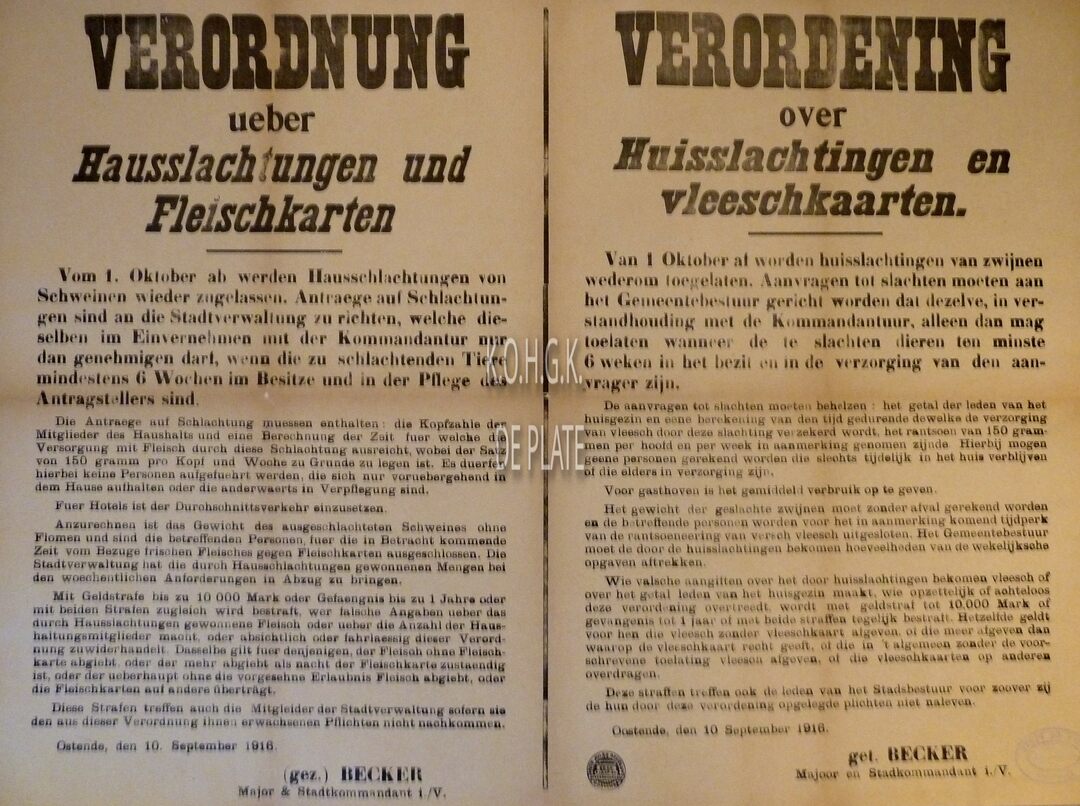 VERORDNUNG
ueber
Hausslachtungen und
Fleischkarten
Vom 1. Oktober ab werden Hausschlachtungen von
Schweinen wieder zugelassen. Antraege auf Schlachtun-
gen sind an die Stadtverwaltung zu richten, welche die-
selben im Einvernehmen mit der Kommandantur nur
dan genehmigen darf, wenn die zu schlachtenden Tiere
mindestens 6 Wochen im Besitze und in der Pflege des
Antragstellers sind.
Die Antraege auf Schlachtung muessen enthalten: die Kopfzahle der
Mitglieder des Haushalts und eine Berechnung der Zeit fuer welche die
Versorgung mit Fleisch durch diese Schlachtung ausreicht, wobei der Satz
von 150 gramm pro Kopf und Woche zu Grunde zu legen ist. Es duerfen
hierbei keine Personen aufgefuehrt werden, die sich nur voruebergehend in
dem Hause aufhalten oder die anderwaerts in Verpflegung sind.
Fuer Hotels ist der Durchschnittsverkehr einzusetzen.
Anzurechnen ist das Gewicht des ausgeschlachteten Schweines ohne
Flomen und sind die betreffenden Personen, fuer die in Betracht kommende
Zeit vom Bezuge frischen Fleisches gegen Fleischkarten ausgeschlossen. Die
Stadtverwaltung hat die durch Hausschlachtungen gewonnenen Mengen bei
den woechentlichen Anforderungen in Abzug zu bringen.
Mit Geldstrafe bis zu 10 000 Mark oder Gefaengnis bis zu 1 Jahre oder
mit beiden Strafen zugleich wird bestraft, wer falsche Angaben ueber das
durch Hausslachtungen gewonnene Fleisch oder ueber die Anzahl der Haus-
haltungsmitglieder macht, oder absichtlich oder fahrlaessig dieser Verord-
nung zuwiderhandelt. Dasselbe gilt fuer denjenigen, der Fleisch ohne Fleisch-
karte abgiebt, oder der mehr abgiebt als nacht der Fleischkarte zustaendig
ist, oder der ueberhaupt ohne die vorgesehne Erlaubnis Fleisch abgiebt, oder
die Fleischkarten auf andere überträgt.
Diese Strafen treffen auch die Mitgleider der Stadtverwaltung sofern sie
den aus dieser Verordnung ihnen erwachsenen Pflichten nicht nachkommen.
Ostende, den 10. September 1916.
(gez.) BECKER
Major & Stadtkommandant i./V.
VERORDENING
over
Huisslachtingen en
vleeschkaarten.
Van 1 Oktober af worden huisslachtingen van zwijnen
wederom toegelaten. Aanvragen tot slachten moeten aan
het Gemeentebestuur gericht worden dat dezelve, in ver-
standhouding met de Kommandantuur, alleen dan mag
toelaten wanneer de te slachten dieren ten minste
6 weken in het bezit en in de verzorging van den aan-
vrager zijn.
De aanvragen tot slachten moeten behelzen: het getal der leden van het
huisgezin en eene berekening van den tijd gedurende dewelke de verzorging
van vleesch door deze slachting verzekerd wordt, het rantsoen van 150 gram-
men per hoofd en per week in aanmerking genomen zijnde. Hierbij mogen
geene personen gerekend worden die slechts tijdelijk in het huis verblijven
of die elders in verzorging zijn.
Voor gasthoven is het gemiddeld verbruik op te geven.
Het gewicht der geslachte zwijnen moet zonder afval gerekend worden
en de betreffende personen worden voor het in aanmerking komend tijdperk
van de rantsoeneering van versch vleesch uitgesloten. Het Gemeentebestuur
moet de door de huisslachtingen bekomen hoeveelheden van de wekelijksche
opgaven aftrekken.
Wie valsche aangiften over het door huisslachtingen bekomen vleesch of
over het getal leden van het huisgezin maakt, wie opzettelijk of achteloos
deze verordening overtreedt, wordt met geldstraf tot 10.000 Mark of
gevangenis tot 1 jaar of met beide straffen tegelijk bestraft. Hetzelfde geldt
voor hen die vleesch zonder vleeschkaart afgeven, of die meer afgeven dan
waarop de vleeschkaart recht geeft, of die in 't algemeen zonder de voor-
schrevene toelating vleesch afgeven, of die vleeschkaarten op anderen
overdragen.
Deze straffen treffen ook de leden van het Stadsbestuur voor zoover zij
de hun door deze verordening opgelegde plichten niet naleven.
Oostende, den 10 September 1916.
get. BECKER
Majoor en Stadkommandant i./V.
K.O.H.G.K.
DE PLATE